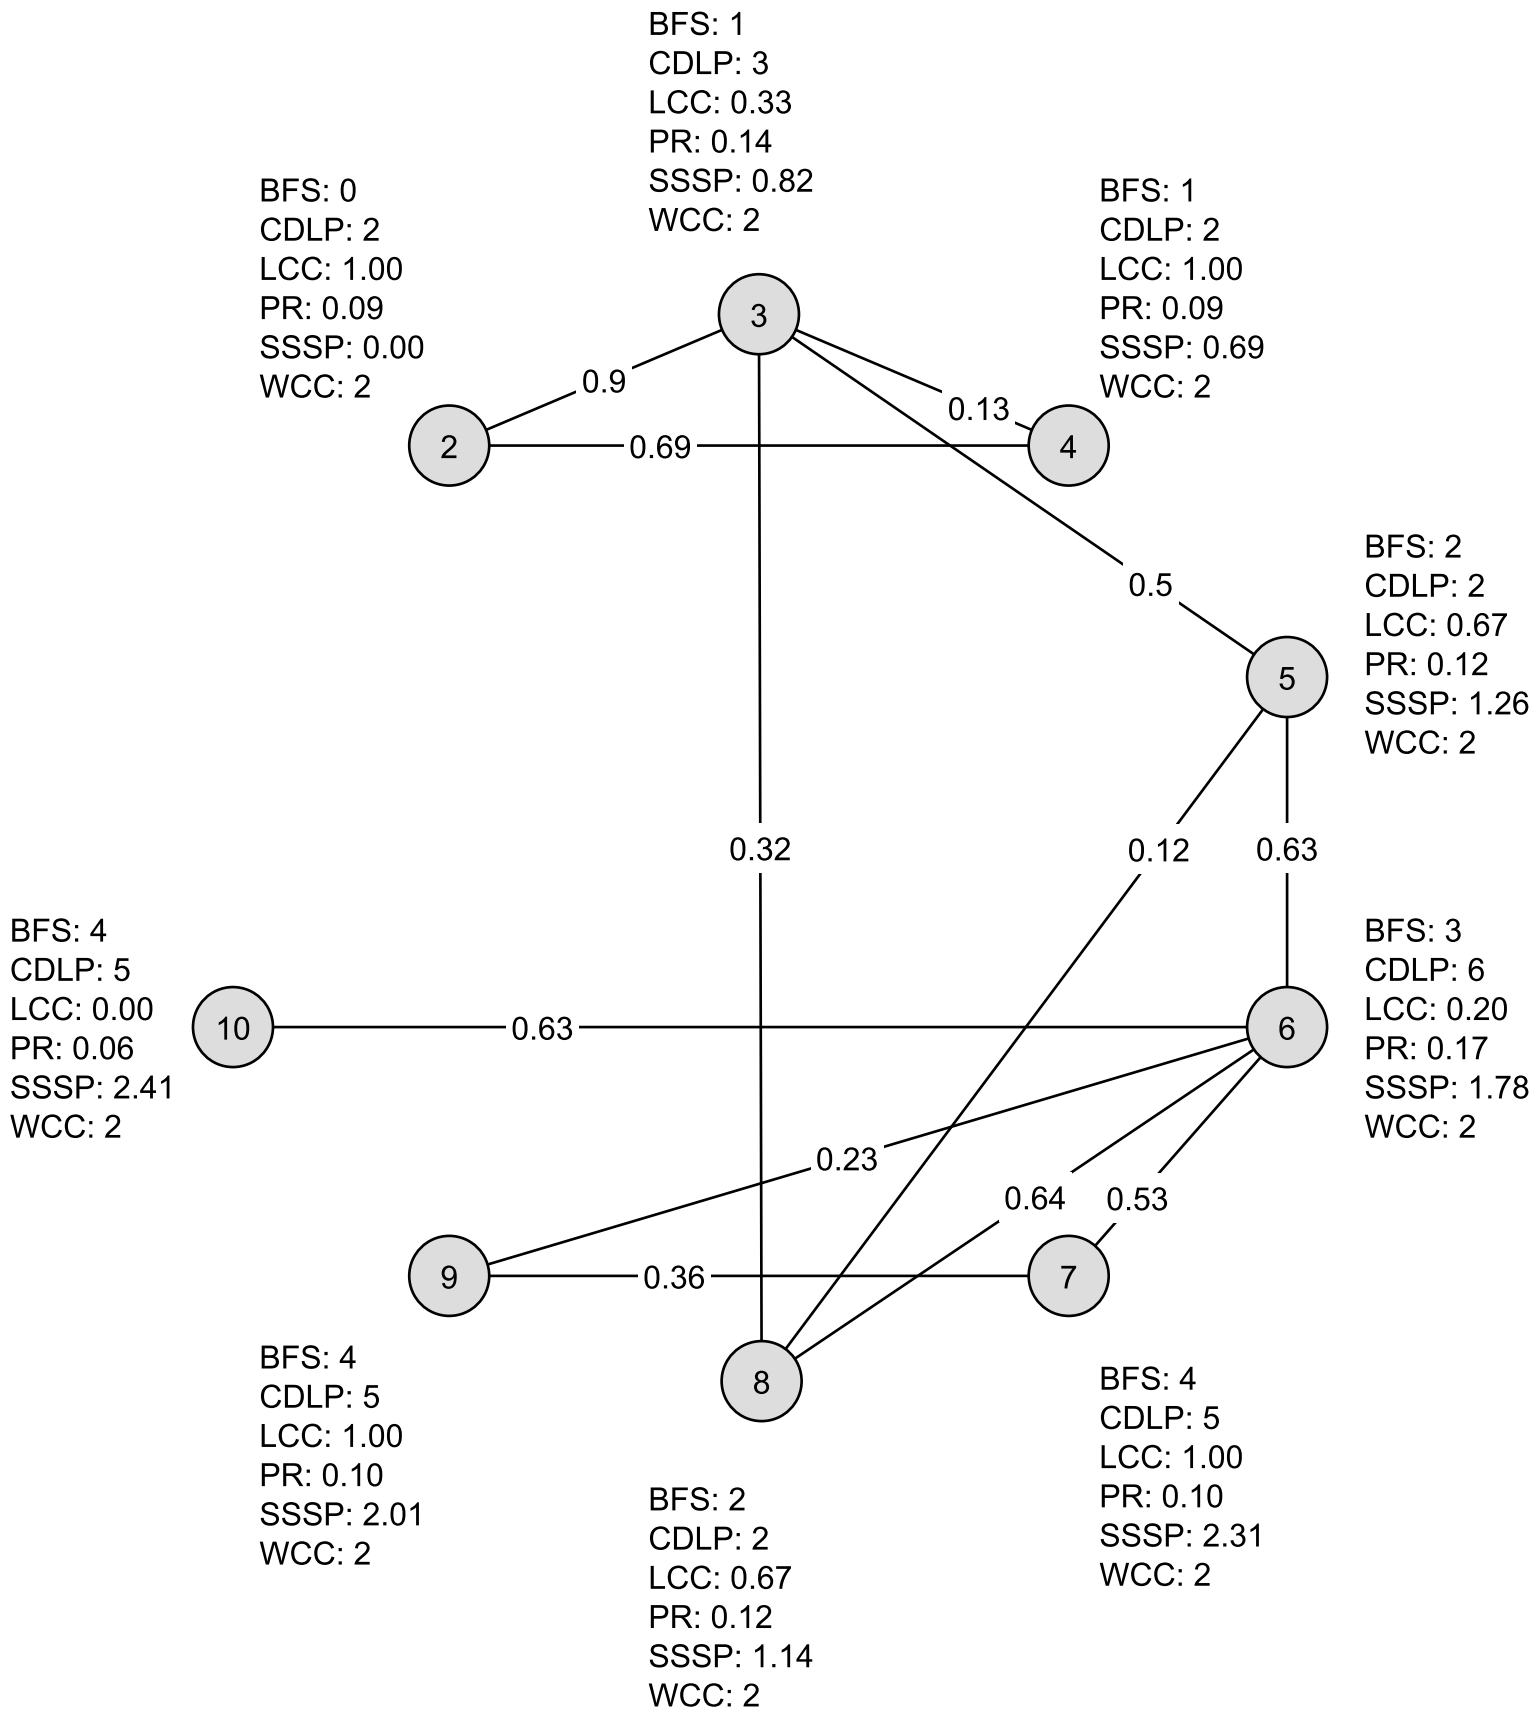 BFS: 1
CDLP: 3
LCC: 0.33
PR: 0.14
SSSP: 0.82
WCC: 2
BFS: 0
CDLP: 2
LCC: 1.00
PR: 0.09
SSSP: 0.00
WCC: 2
BFS: 1
CDLP: 2
LCC: 1.00
PR: 0.09
SSSP: 0.69
WCC: 2
3
0.9
0.13
2
0.69
4
BFS: 2
CDLP: 2
LCC: 0.67
PR: 0.12
SSSP: 1.26
WCC: 2
0.5
5
0.32
0.12
0.63
BFS: 4
CDLP: 5
LCC: 0.00
PR: 0.06
SSSP: 2.41
WCC: 2
10
0.63
6
BFS: 3
CDLP: 6
LCC: 0.20
PR: 0.17
SSSP: 1.78
WCC: 2
0.23
0.64
0.53
9
0.36
7
8
BFS: 4
CDLP: 5
LCC: 1.00
PR: 0.10
SSSP: 2.01
WCC: 2
BFS: 2
CDLP: 2
LCC: 0.67
PR: 0.12
SSSP: 1.14
WCC: 2
BFS: 4
CDLP: 5
LCC: 1.00
PR: 0.10
SSSP: 2.31
WCC: 2